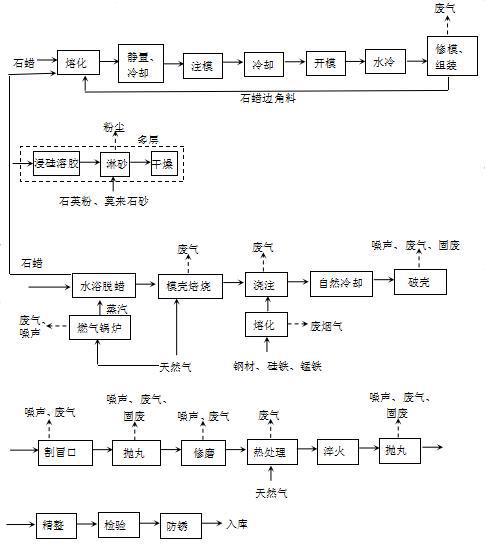 废气
石蜡
熔化
静置、
冷却
注模
冷却
开模
水冷
修模、
组装
石蜡边角料
粉尘
多层
浸硅溶胶
淋砂
干燥
石英粉、莫来石砂
石蜡
废气
废气
噪声、废气、固废
水浴脱蜡
模壳焙烧
浇注
自然冷却
破壳
蒸汽
废气、
噪声
燃气锅炉
熔化
废烟气
天然气
钢材、硅铁、锰铁
噪声、废气
噪声、废气、
固废
噪声、废气
废气
噪声、废气、
固废
割冒口
抛丸
修磨
热处理
淬火
抛丸
天然气
精整
检验
防锈
入库